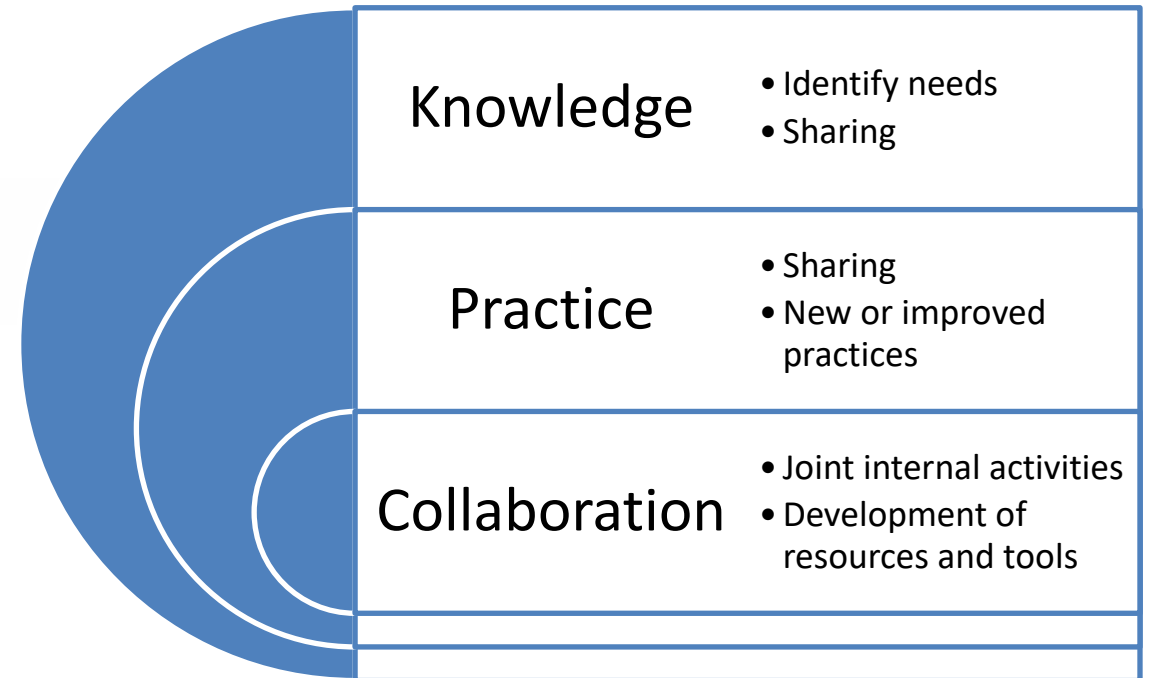 Knowledge
• Identify needs
• Sharing
Practice
• Sharing
• New or improved
practices
Collaboration
• Joint internal activities
• Development of
resources and tools